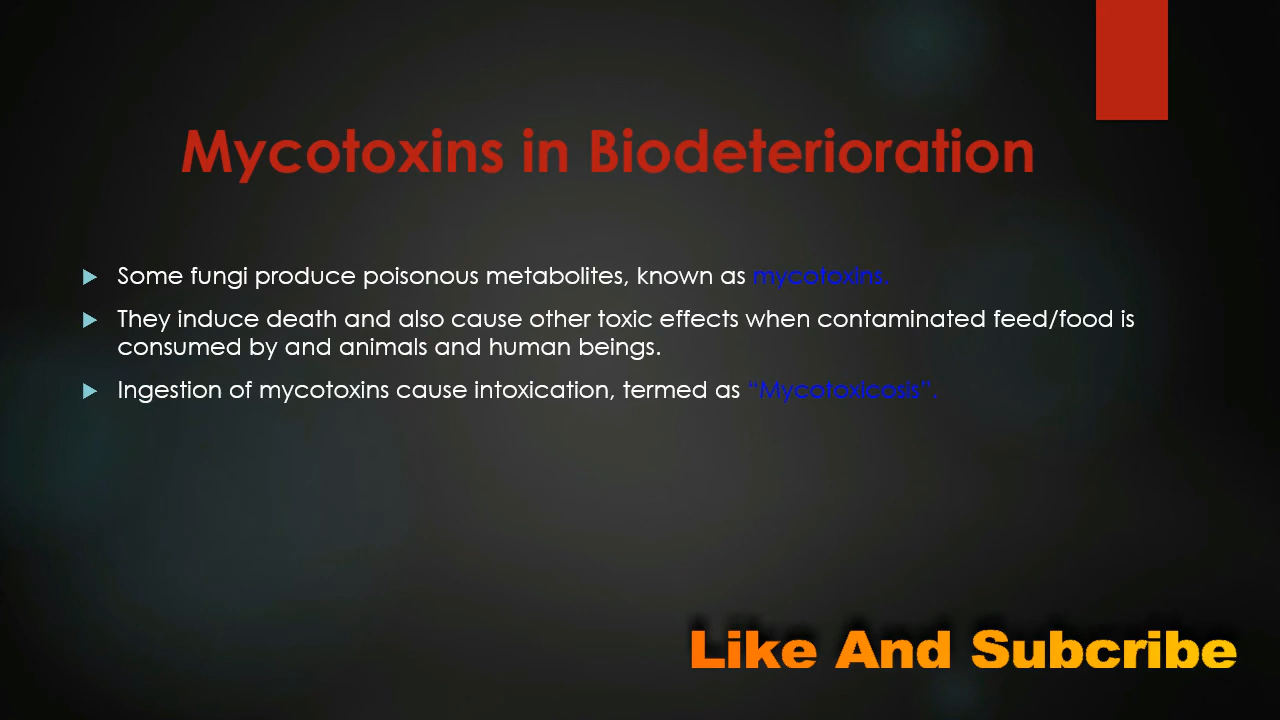 Mycotoxins in Biodeterioration
Some fungi produce poisonous metabolites, known as mycotoxins.
They induce death and also cause other toxic effects when contaminated feed/food is
consumed by and animals and human beings.
Ingestion of mycotoxins cause intoxication, termed as “Mycotoxicosis”.
Like And Subcribe